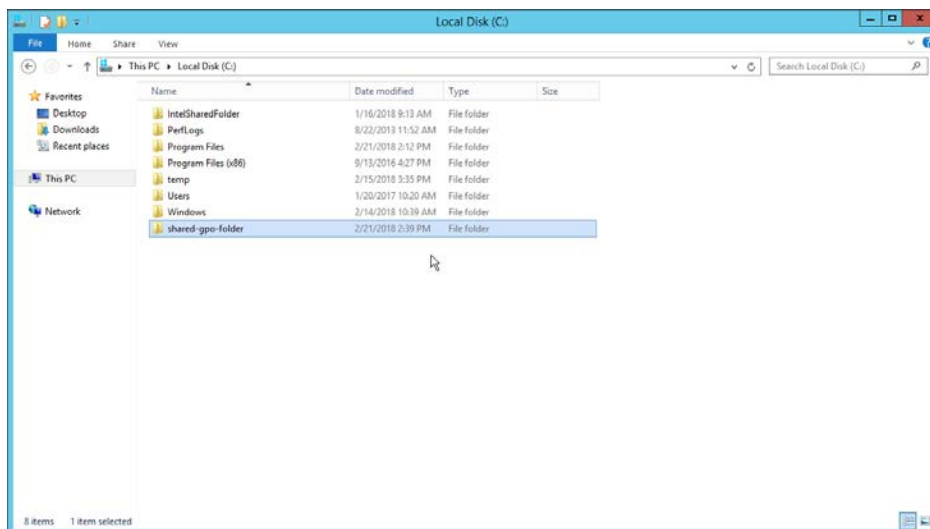 Local Disk (C:)
File Home Share View
This PC Local Disk (C:) Search Local Disk (C:)
Name Date modified Type Size
Favorites
Desktop
Downloads
Recent places
This PC
Network
IntelSharedFolder 1/16/2018 9:13 AM File folder
PerfLogs 8/22/2013 11:52 AM File folder
Program Files 2/21/2018 2:12 PM File folder
Program Files (x86) 9/13/2016 4:27 PM File folder
temp 2/15/2018 3:35 PM File folder
Users 1/20/2017 10:20 AM File folder
Windows 2/14/2018 10:39 AM File folder
shared-gpo-folder 2/21/2018 2:39 PM File folder
8 items 1 item selected